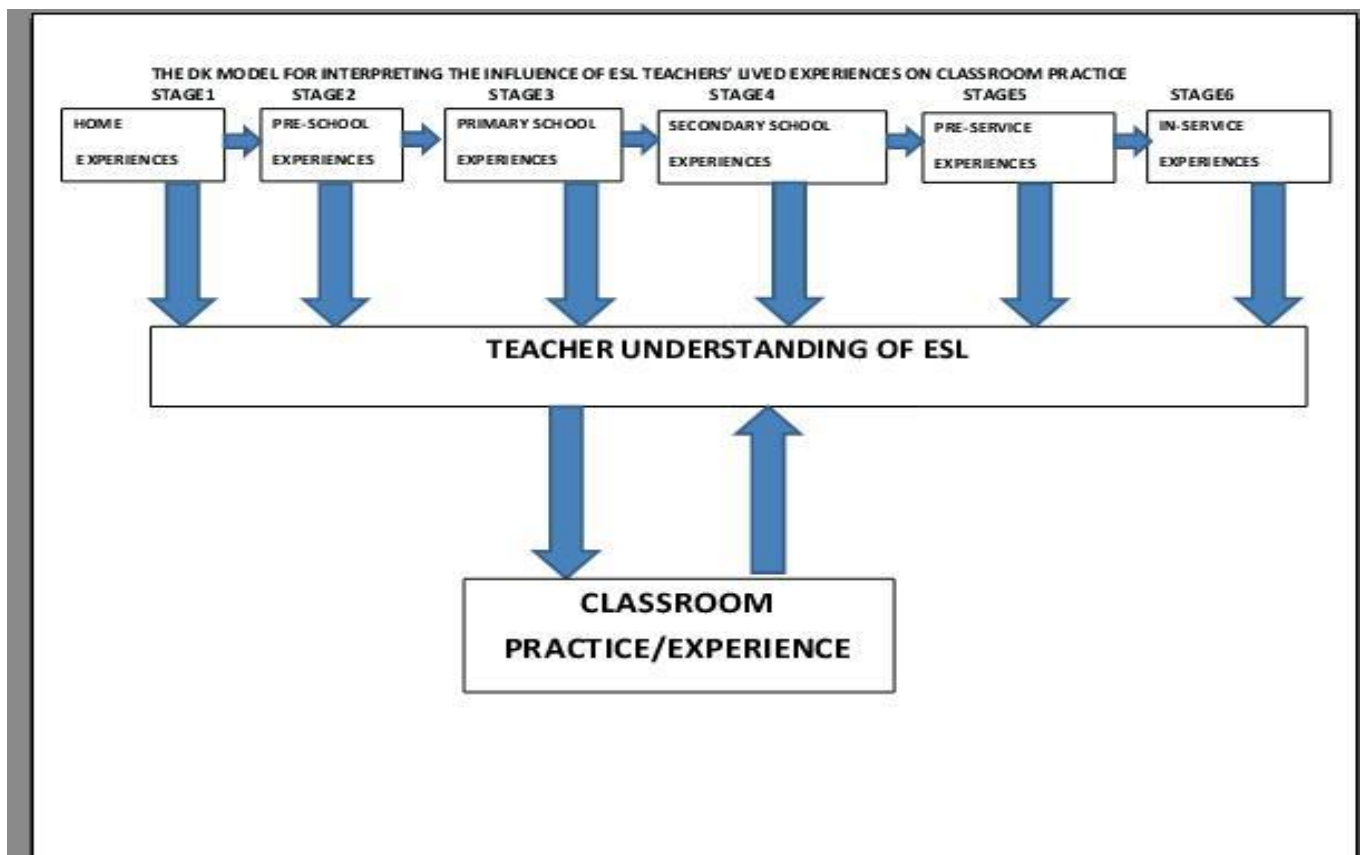 THE DK MODEL FOR INTERPRETING THE INFLUENCE OF ESL TEACHERS' LIVED EXPERIENCES ON CLASSROOM PRACTICE
STAGE1 STAGE2 STAGE3 STAGE4 STAGE5 STAGE6
HOME
EXPERIENCES
PRE-SCHOOL
EXPERIENCES
PRIMARY SCHOOL
EXPERIENCES
SECONDARY SCHOOL
EXPERIENCES
PRE-SERVICE
EXPERIENCES
IN-SERVICE
EXPERIENCES
TEACHER UNDERSTANDING OF ESL
CLASSROOM
PRACTICE/EXPERIENCE